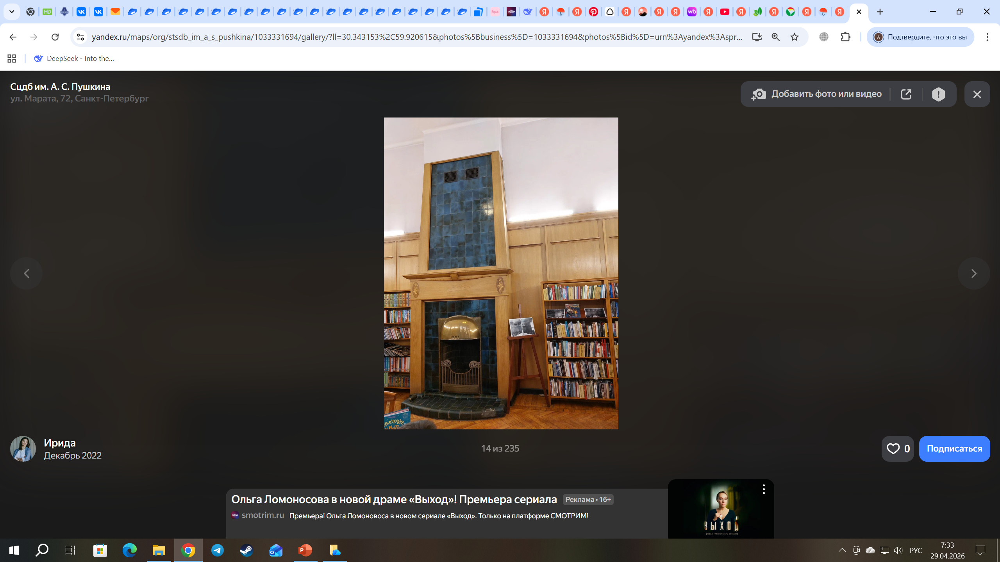 yandex.ru/maps/org/stsdb_im_a_s_pushkina/1033331694/gallery/?ll=30.343153%2C59.920615&photos%5Bbusiness%5D=1033331694&photos%5Bid%5D=urn%3Ayandex%3Aspr...
Подтвердите, что это вы
DeepSeek - Into the...
Сцдб им. А. С. Пушкина
ул. Марата, 72, Санкт-Петербург
Добавить фото или видео
Ирида
Декабрь 2022
14 из 235
0
Подписаться
Ольга Ломоносова в новой драме «Выход»! Премьера сериала
Реклама • 16+
smotrim.ru
Премьера! Ольга Ломоновоса в новом сериале «Выход». Только на платформе СМОТРИМ!
ВЫХОД
РУС
7:33
29.04.2026